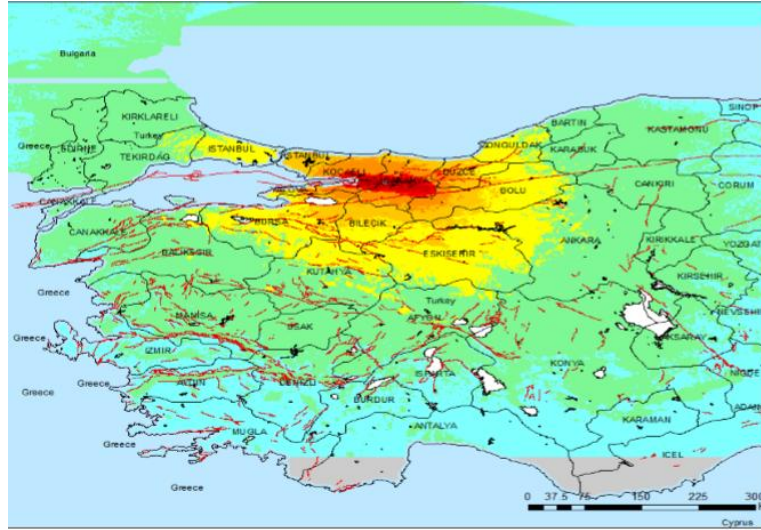 Bulgaria
KIRKLARELI
Turkey
Greece
EDIRNE
TEKIRDAG
ISTANBUL
ISTANBUL
ZONGULDAK
BARTIN
KARABUK
KASTAMONU
SINOP
KOCAELI
DUZCE
BOLU
CANKIRI
CORUM
CANAKKALE
CANAKKALE
BURSA
BILECIK
ANKARA
KIRIKKALE
YOZGAT
BALIKESIR
ESKISEHIR
KUTAHYA
KIRSEHIR
Greece
Turkey
NEVSEHIR
MANISA
USAK
AFYON
AKSARAY
Greece
IZMIR
KONYA
NIGDE
Greece
AYDIN
DENIZLI
ISPARTA
BURDUR
KARAMAN
ADANA
Greece
MUGLA
ANTALYA
Greece
ICEL
Greece
0 37.5 75 150 225 300
Cyprus